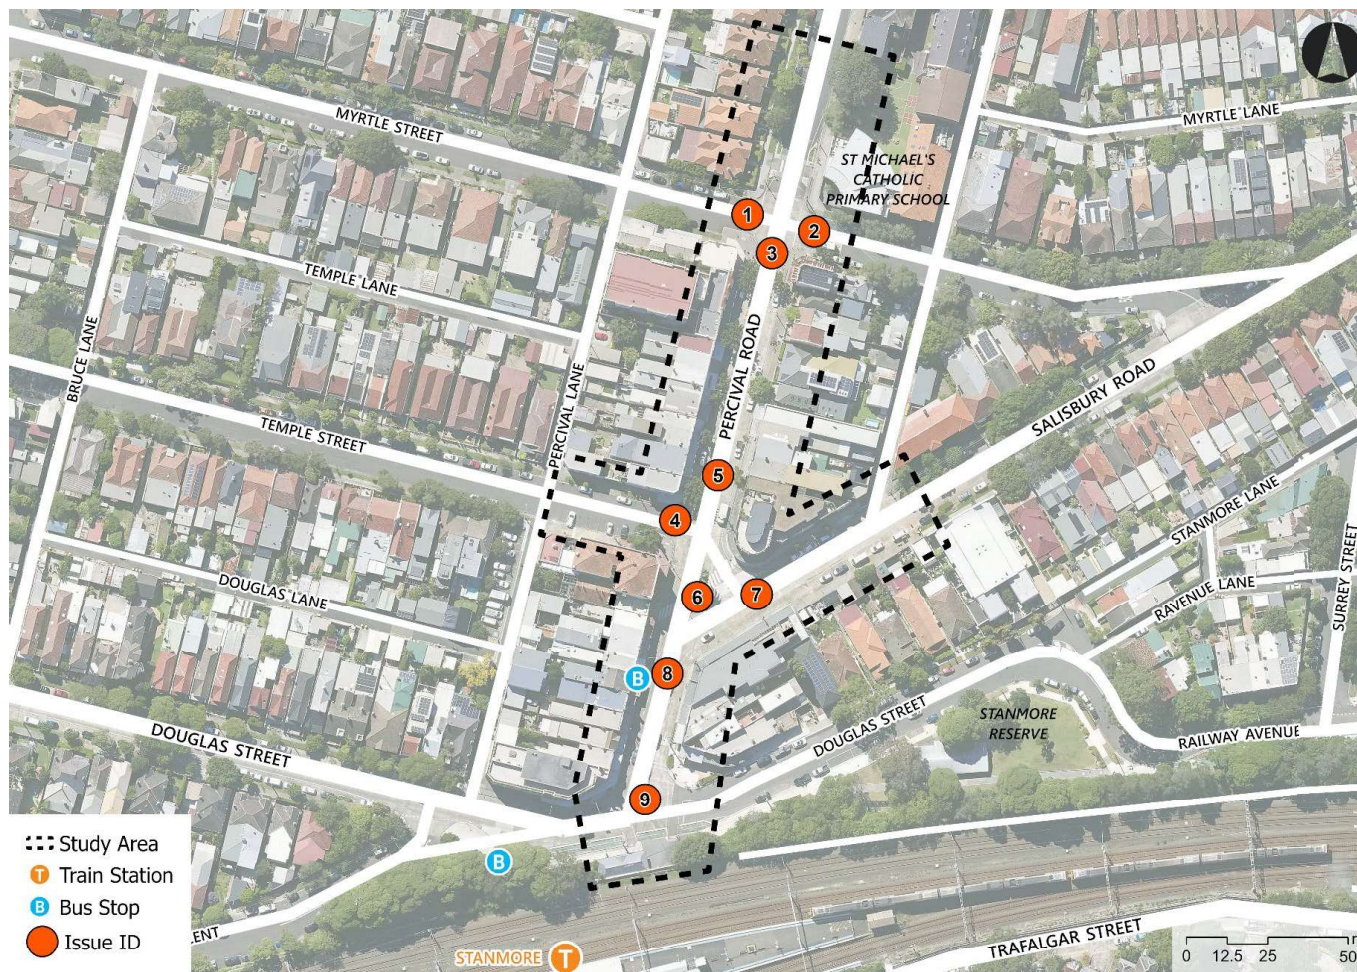 MYRTLE STREET
MYRTLE LANE
ST MICHAEL'S
CATHOLIC
PRIMARY SCHOOL
1
2
3
TEMPLE LANE
BRUCE LANE
PERCIVAL LANE
PERCIVAL ROAD
SALISBURY ROAD
TEMPLE STREET
5
4
STANMORE LANE
SURREY STREET
DOUGLAS LANE
RAVENUE LANE
6
7
B
8
DOUGLAS STREET
DOUGLAS STREET
STANMORE
RESERVE
RAILWAY AVENUE
9
B
Study Area
T Train Station
B Bus Stop
Issue ID
STANMORE T
TRAFALGAR STREET
0 12.5 25